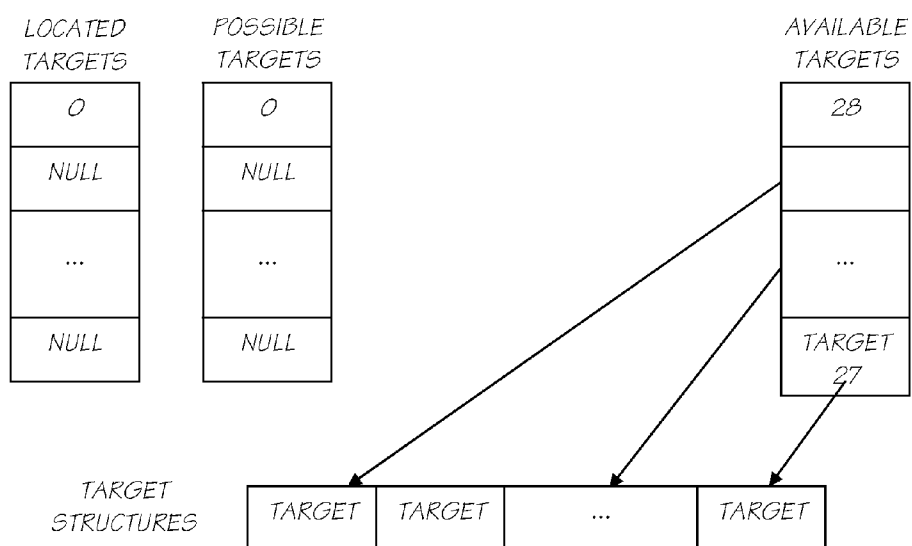 LOCATED
TARGETS
0
NULL
...
NULL
POSSIBLE
TARGETS
0
NULL
...
NULL
AVAILABLE
TARGETS
28
...
TARGET
27
TARGET
STRUCTURES
TARGET
TARGET
...
TARGET